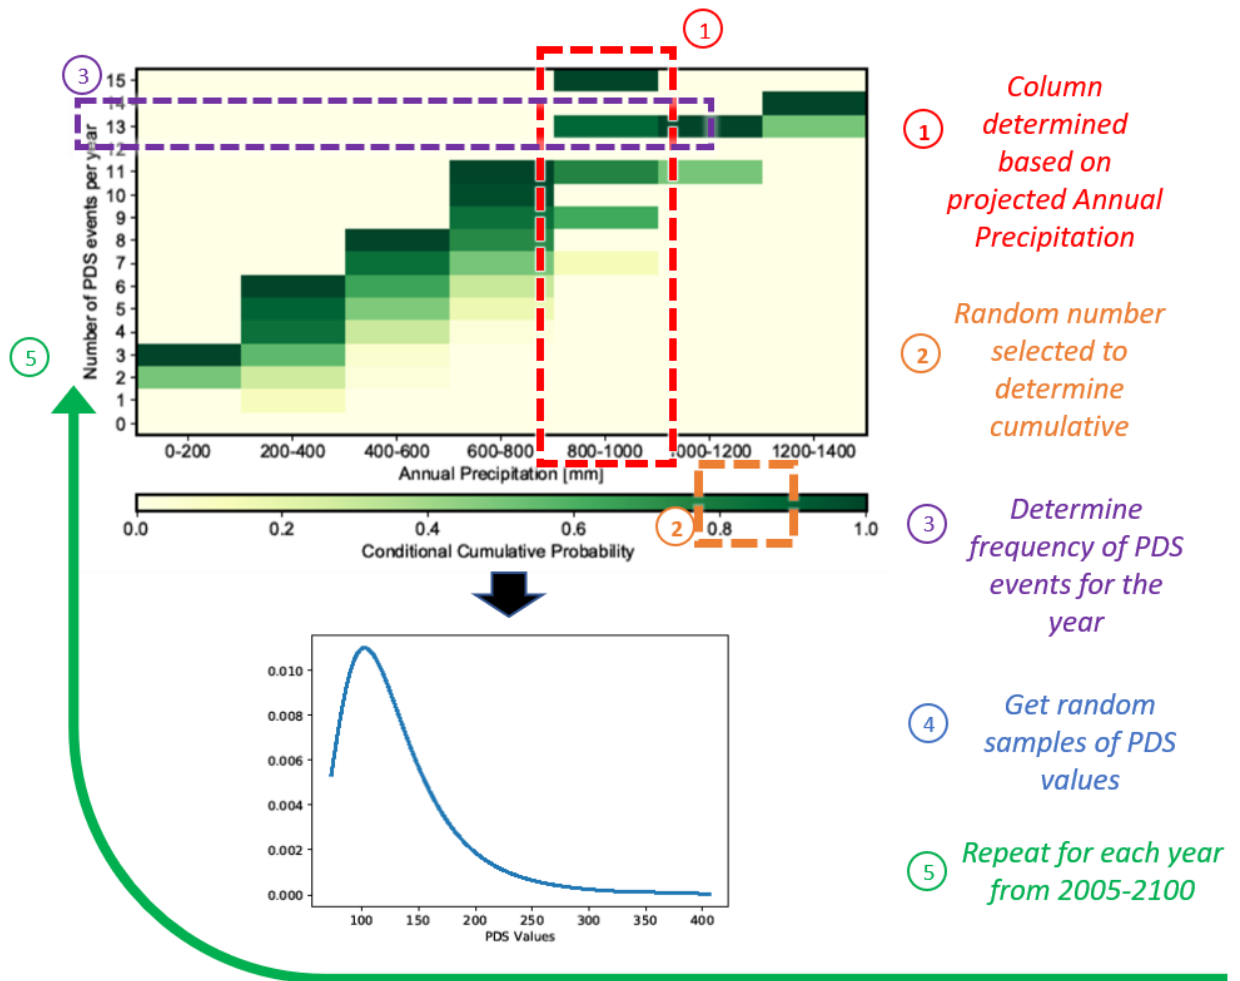 1
3
15
14
13
12
11
10
9
8
7
6
5
4
3
2
1
0
Number of PDS events per year
0-200
200-400
400-600
600-800
800-1000
1000-1200
1200-1400
Annual Precipitation [mm]
0.0
0.2
0.4
0.6
0.8
1.0
2
Conditional Cumulative Probability
5
0.010
0.008
0.006
0.004
0.002
0.000
100
150
200
250
300
350
400
PDS Values
1
Column
determined
based on
projected Annual
Precipitation
2
Random number
selected to
determine
cumulative
3
Determine
frequency of PDS
events for the
year
4
Get random
samples of PDS
values
5
Repeat for each year
from 2005-2100